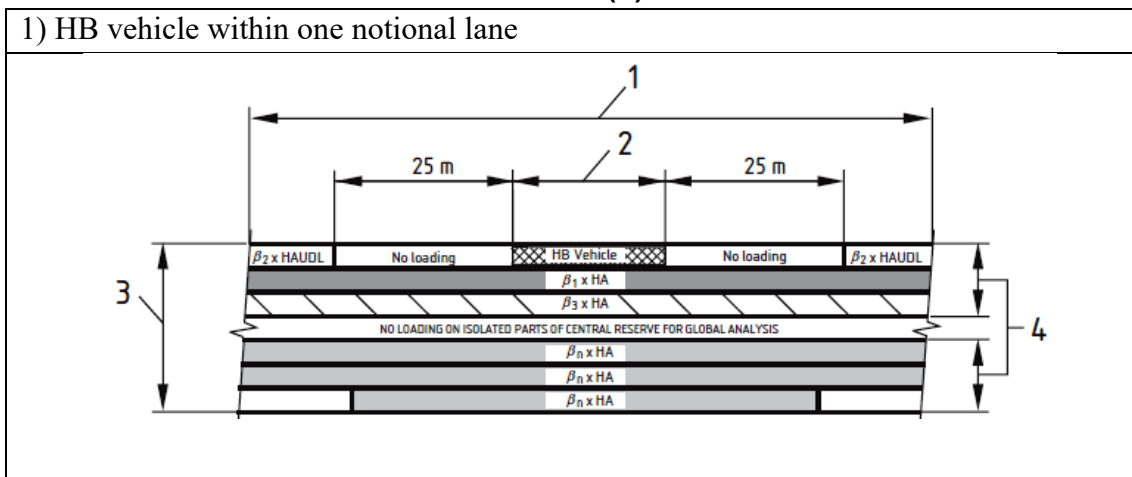 1) HB vehicle within one notional lane
1
2
25 m
25 m
β2 x HAUDL
No loading
HB Vehicle
No loading
β2 x HAUDL
β1 x HA
3
β3 x HA
NO LOADING ON ISOLATED PARTS OF CENTRAL RESERVE FOR GLOBAL ANALYSIS
4
βn x HA
βn x HA
βn x HA